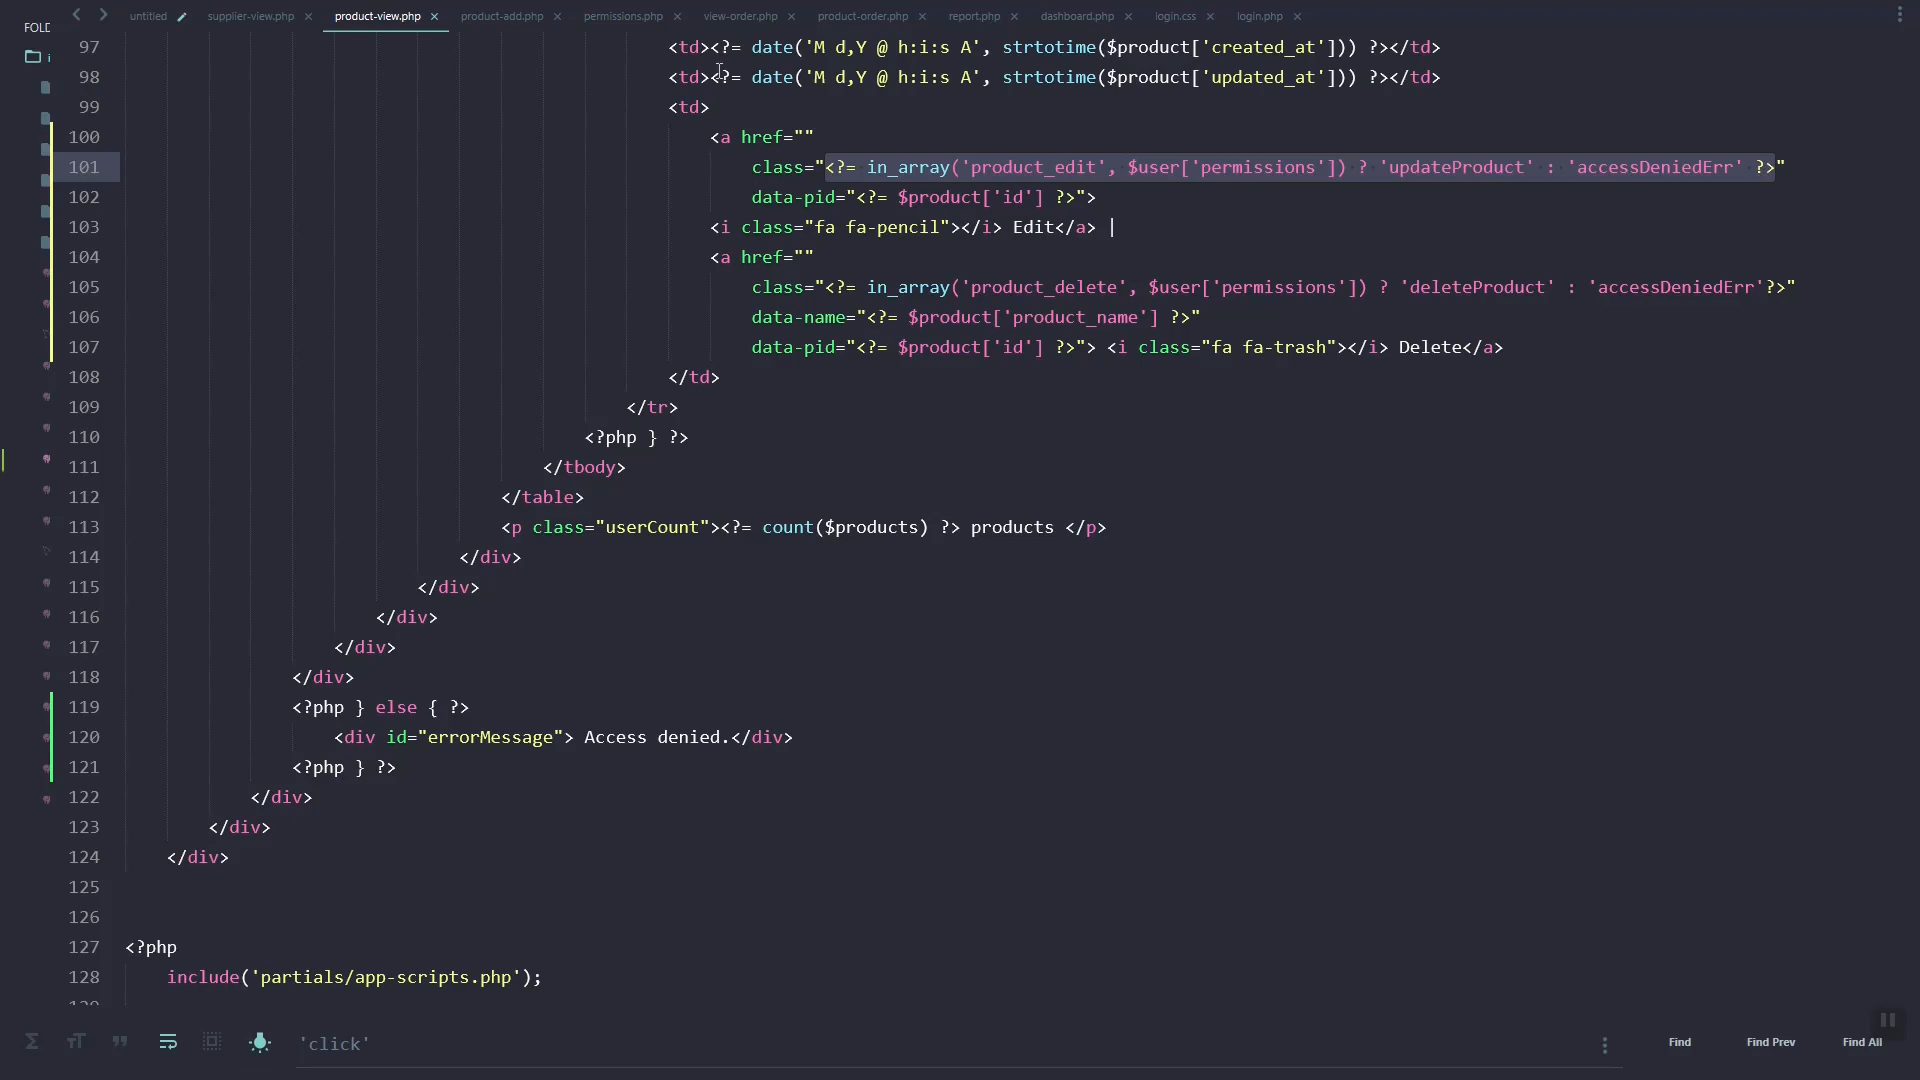 FOLD
untitled supplier-view.php × product-view.php × product-add.php × permissions.php × view-order.php × product-order.php × report.php × dashboard.php × login.css × login.php ×
i
97 <td><?= date('M d,Y @ h:i:s A', strtotime($product['created_at'])) ?></td>
98 <td><?= date('M d,Y @ h:i:s A', strtotime($product['updated_at'])) ?></td>
99 <td>
100 <a href=""
101 class="<?= in_array('product_edit', $user['permissions']) ? 'updateProduct' : 'accessDeniedErr' ?>"
102 data-pid="<?= $product['id'] ?>">
103 <i class="fa fa-pencil"></i> Edit</a> |
104 <a href=""
105 class="<?= in_array('product_delete', $user['permissions']) ? 'deleteProduct' : 'accessDeniedErr'?>"
106 data-name="<?= $product['product_name'] ?>"
107 data-pid="<?= $product['id'] ?>"> <i class="fa fa-trash"></i> Delete</a>
108 </td>
109 </tr>
110 <?php } ?>
111 </tbody>
112 </table>
113 <p class="userCount"><?= count($products) ?> products </p>
114 </div>
115 </div>
116 </div>
117 </div>
118 </div>
119 <?php } else { ?>
120 <div id="errorMessage"> Access denied.</div>
121 <?php } ?>
122 </div>
123 </div>
124 </div>
125
126
127 <?php
128 include('partials/app-scripts.php');
'click' Find Find Prev Find All